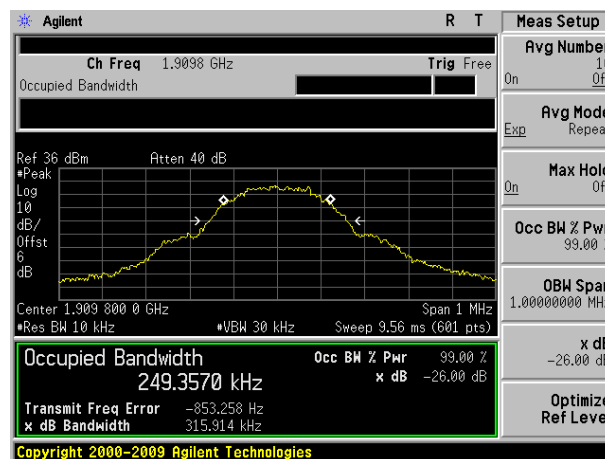 Agilent R T Meas Setup
Ch Freq 1.9098 GHz Trig Free
Occupied Bandwidth
Avg Number
On
Avg Mode
Exp
Max Hold
On
Occ BW % Pwr
99.00
OBW Span
1.00000000
x dB
-26.00
Optimize
Ref Level
Ref 36 dBm Atten 40 dB
#Peak
Log
10
dB/
Offst
6
dB
Center 1.909 800 0 GHz Span 1 MHz
#Res BW 10 kHz #VBW 30 kHz Sweep 9.56 ms (601 pts)
Occupied Bandwidth
249.3570 kHz
Occ BW % Pwr 99.00 %
x dB -26.00 dB
Transmit Freq Error -853.258 Hz
x dB Bandwidth 315.914 kHz
Copyright 2000-2009 Agilent Technologies